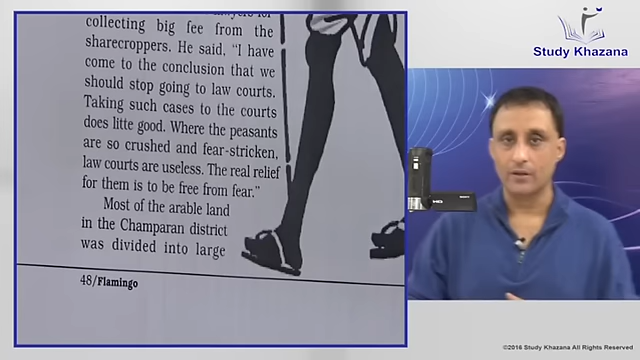 collecting big fee from the
sharecroppers. He said, "I have
come to the conclusion that we
should stop going to law courts.
Taking such cases to the courts
does litte good. Where the peasants
are so crushed and fear-stricken,
law courts are useless. The real relief
for them is to be free from fear."
Most of the arable land
in the Champaran district
was divided into large
48/Flamingo
Study Khazana
HD
©2016 Study Khazana All Rights Reserved